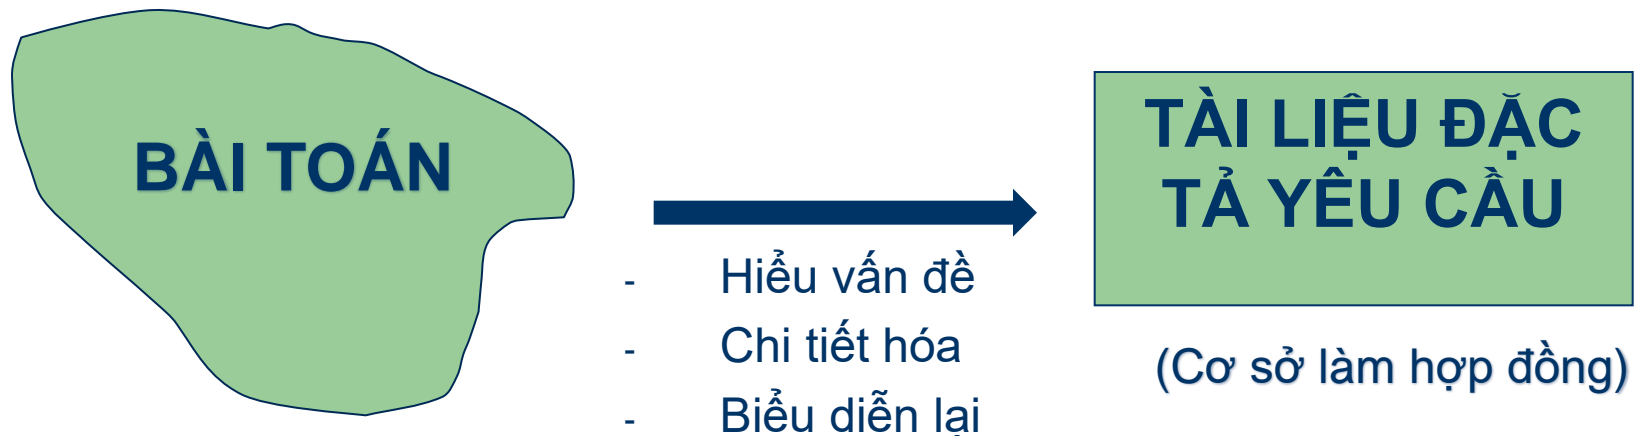 BÀI TOÁN
- Hiểu vấn đề
- Chi tiết hóa
- Biểu diễn lại
TÀI LIỆU ĐẶC
TẢ YÊU CẦU
(Cơ sở làm hợp đồng)